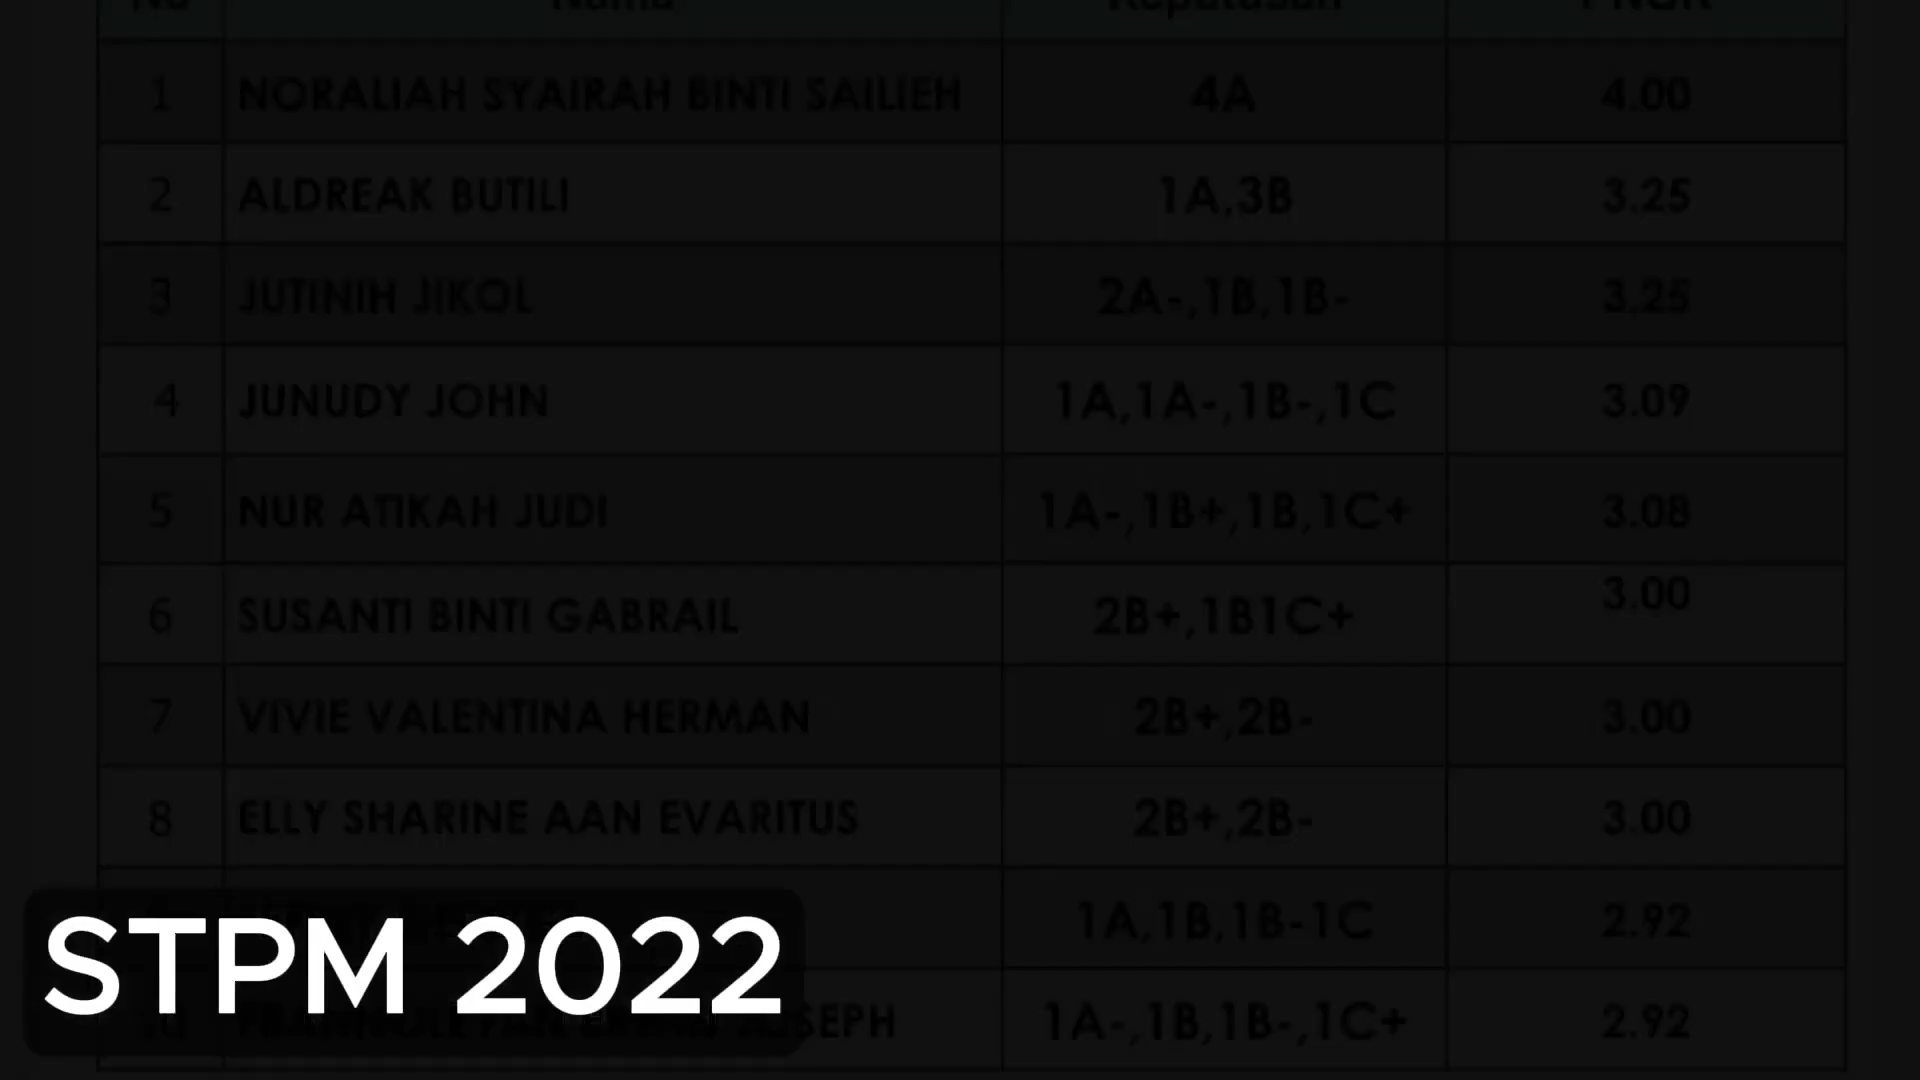 No Nama Keputusan PNGK
1 NORALIAH SYAIRAH BINTI SAILIEH 4A 4.00
2 ALDREAK BUTILI 1A,3B 3.25
3 JUTINIH JIKOL 2A-,1B,1B- 3.25
4 JUNUDY JOHN 1A,1A-,1B-,1C 3.09
5 NUR ATIKAH JUDI 1A-,1B+,1B,1C+ 3.08
6 SUSANTI BINTI GABRAIL 2B+,1B1C+ 3.00
7 VIVIE VALENTINA HERMAN 2B+,2B- 3.00
8 ELLY SHARINE AAN EVARITUS 2B+,2B- 3.00
1A,1B,1B-1C 2.92
1A-,1B,1B-,1C+ 2.92
STPM 2022